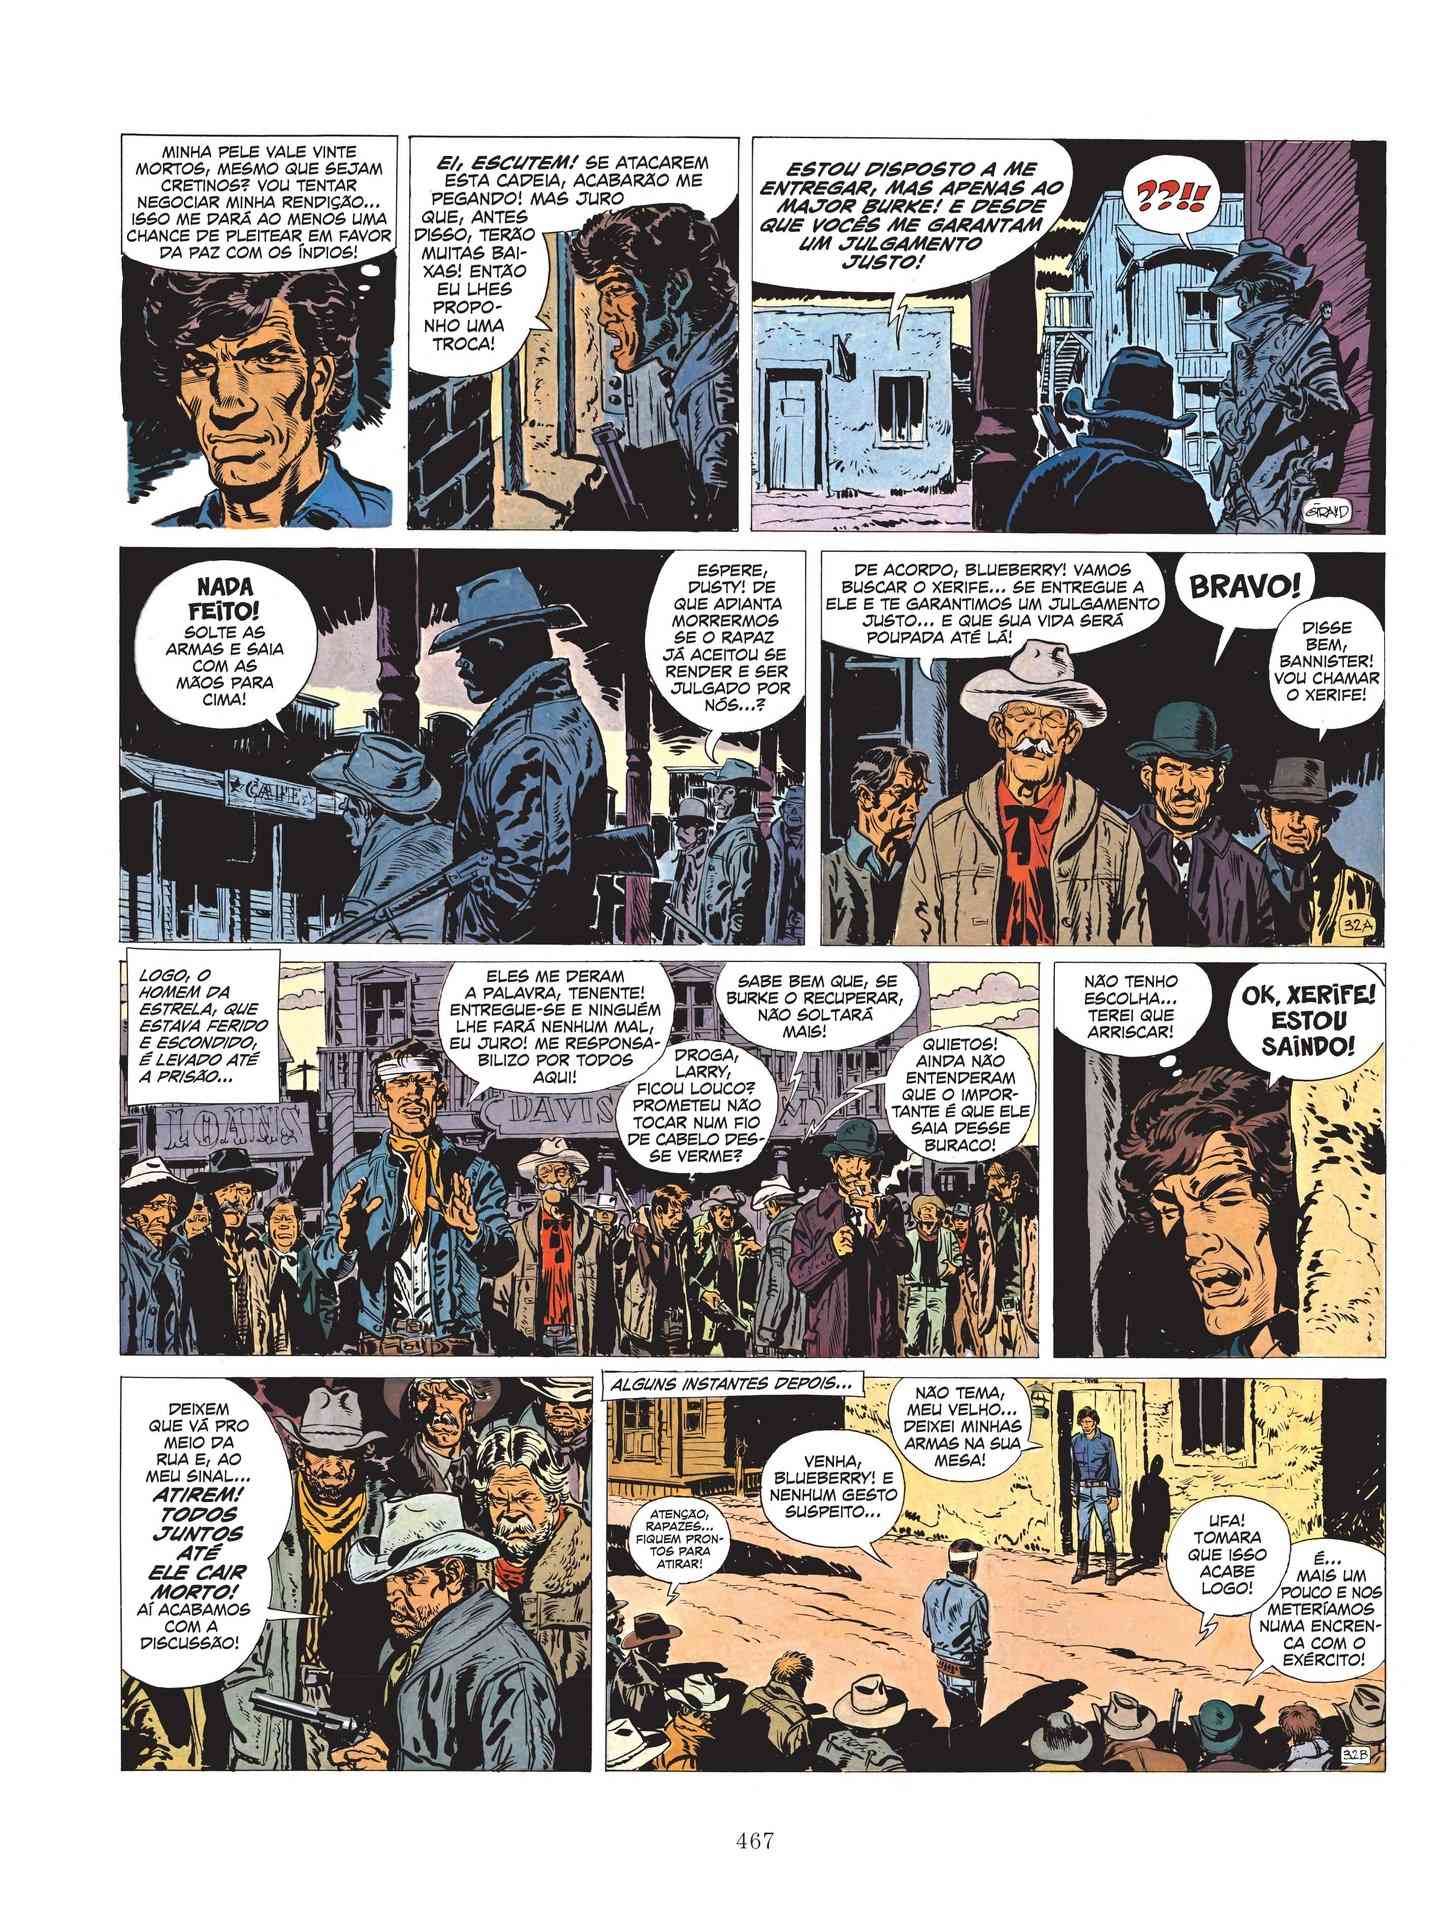 MINHA PELE VALE VINTE
MORTOS, MESMO QUE SEJAM
CRETINOS? VOU TENTAR
NEGOCIAR MINHA RENDIÇÃO...
ISSO ME DARÁ AO MENOS UMA
CHANCE DE PLEITEAR EM FAVOR
DA PAZ COM OS ÍNDIOS!
EI, ESCUTEM! SE ATACAREM
ESTA CADEIA, ACABARÃO ME
PEGANDO! MAS JURO
QUE, ANTES
DISSO, TERÃO
MUITAS BAI-
XAS! ENTÃO
EU LHES
PROPO-
NHO UMA
TROCA!
ESTOU DISPOSTO A ME
ENTREGAR, MAS APENAS AO
MAJOR BURKE! E DESDE
QUE VOCÊS ME GARANTAM
UM JULGAMENTO
JUSTO!
??!!
GIRAUD
NADA
FEITO!
SOLTE AS
ARMAS E SAIA
COM AS
MÃOS PARA
CIMA!
CAFE
ESPERE,
DUSTY! DE
QUE ADIANTA
MORRERMOS
SE O RAPAZ
JÁ ACEITOU SE
RENDER E SER
JULGADO POR
NÓS...?
DE ACORDO, BLUEBERRY! VAMOS
BUSCAR O XERIFE... SE ENTREGUE A
ELE E TE GARANTIMOS UM JULGAMENTO
JUSTO... E QUE SUA VIDA SERÁ
POUPADA ATÉ LÁ!
BRAVO!
DISSE
BEM,
BANNISTER!
VOU CHAMAR
O XERIFE!
32A
LOGO, O
HOMEM DA
ESTRELA, QUE
ESTAVA FERIDO
E ESCONDIDO,
É LEVADO ATÉ
A PRISÃO...
LOANS
ELES ME DERAM
A PALAVRA, TENENTE!
ENTREGUE-SE E NINGUÉM
LHE FARÁ NENHUM MAL,
EU JURO! ME RESPONSA-
BILIZO POR TODOS
AQUI!
DAVIS
DROGA,
LARRY,
FICOU LOUCO?
PROMETEU NÃO
TOCAR NUM FIO
DE CABELO DES-
SE VERME?
SABE BEM QUE, SE
BURKE O RECUPERAR,
NÃO SOLTARÁ
MAIS!
QUIETOS!
AINDA NÃO
ENTENDERAM
QUE O IMPOR-
TANTE É QUE ELE
SAIA DESSE
BURACO!
NÃO TENHO
ESCOLHA...
TEREI QUE
ARRISCAR!
OK, XERIFE!
ESTOU
SAINDO!
DEIXEM
QUE VÁ PRO
MEIO DA
RUA E, AO
MEU SINAL...
ATIREM!
TODOS
JUNTOS
ATÉ
ELE CAIR
MORTO!
AÍ ACABAMOS
COM A
DISCUSSÃO!
ALGUNS INSTANTES DEPOIS...
ATENÇÃO,
RAPAZES...
FIQUEM PRON-
TOS PARA
ATIRAR!
VENHA,
BLUEBERRY! E
NENHUM GESTO
SUSPEITO...
NÃO TEMA,
MEU VELHO...
DEIXEI MINHAS
ARMAS NA SUA
MESA!
UFA!
TOMARA
QUE ISSO
ACABE
LOGO!
É...
MAIS UM
POUCO E NOS
METERÍAMOS
NUMA ENCREN-
CA COM O
EXÉRCITO!
32B
467